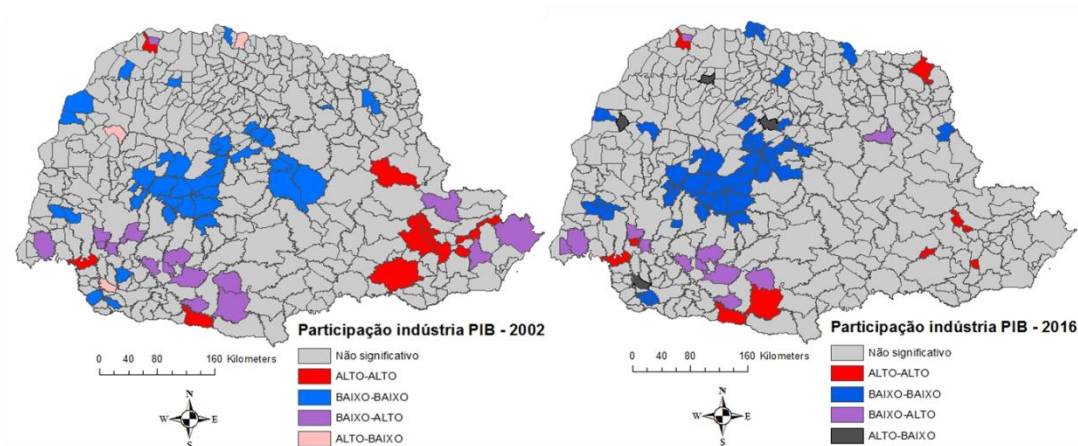 Participação indústria PIB - 2002
0 40 80 160 Kilometers
Não significativo
ALTO-ALTO
BAIXO-BAIXO
BAIXO-ALTO
ALTO-BAIXO
N
W E
S
Participação indústria PIB - 2016
0 40 80 160 Kilometers
Não significativo
ALTO-ALTO
BAIXO-BAIXO
BAIXO-ALTO
ALTO-BAIXO
N
W E
S